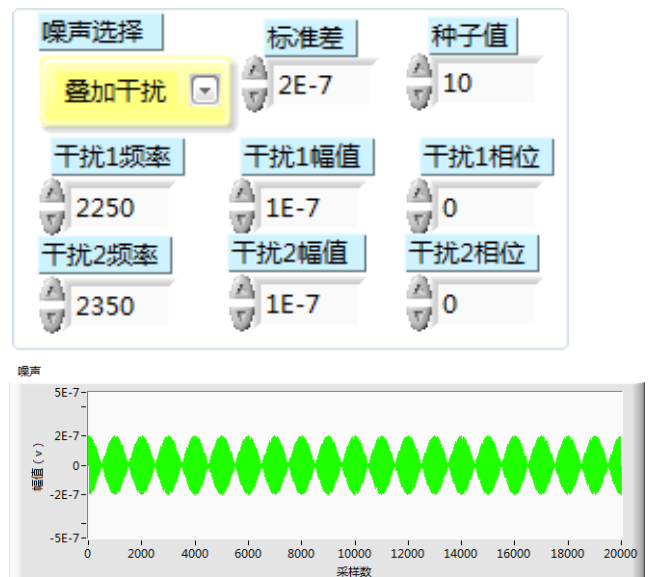 噪声选择 标准差 种子值
叠加干扰 2E-7 10
干扰1频率 干扰1幅值 干扰1相位
2250 1E-7 0
干扰2频率 干扰2幅值 干扰2相位
2350 1E-7 0
噪声
5E-7
2E-7
0
-2E-7
-5E-7
幅值(v)
0 2000 4000 6000 8000 10000 12000 14000 16000 18000 20000
采样数